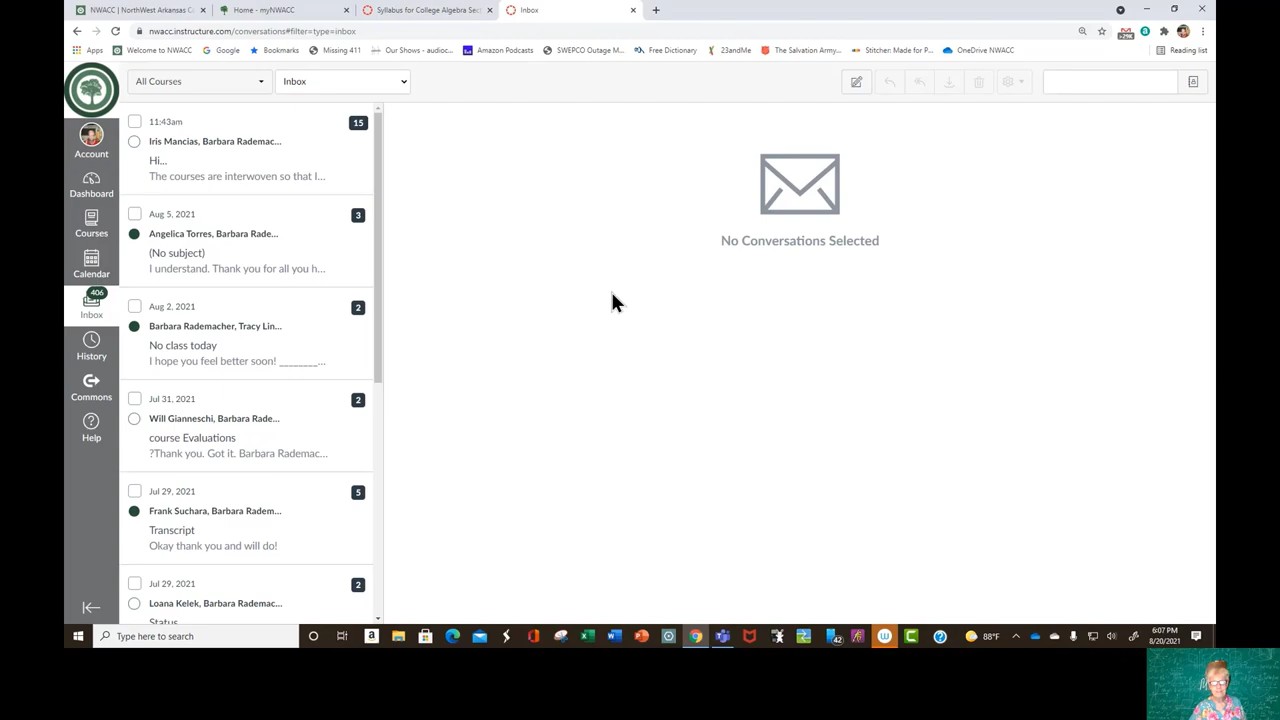 NWACC | NorthWest Arkansas C
Home - myNWACC
Syllabus for College Algebra Sec
Inbox
nwacc.instructure.com/conversations#filter=type=inbox
Apps
Welcome to NWACC
Google
Bookmarks
Missing 411
Our Shows - audioc...
Amazon Podcasts
SWEPCO Outage M...
Free Dictionary
23andMe
The Salvation Army...
Stitcher: Made for P...
OneDrive NWACC
Reading list
All Courses
Inbox
Account
Dashboard
Courses
Calendar
406
Inbox
History
Commons
Help
11:43am
15
Iris Mancias, Barbara Rademac...
Hi...
The courses are interwoven so that I...
Aug 5, 2021
3
Angelica Torres, Barbara Rade...
(No subject)
I understand. Thank you for all you h...
Aug 2, 2021
2
Barbara Rademacher, Tracy Lin...
No class today
I hope you feel better soon! ________...
Jul 31, 2021
2
Will Gianneschi, Barbara Rade...
course Evaluations
?Thank you. Got it. Barbara Rademac...
Jul 29, 2021
5
Frank Suchara, Barbara Radem...
Transcript
Okay thank you and will do!
Jul 29, 2021
2
Loana Kelek, Barbara Rademac...
Status
No Conversations Selected
Type here to search
42
88°F
6:07 PM
8/20/2021